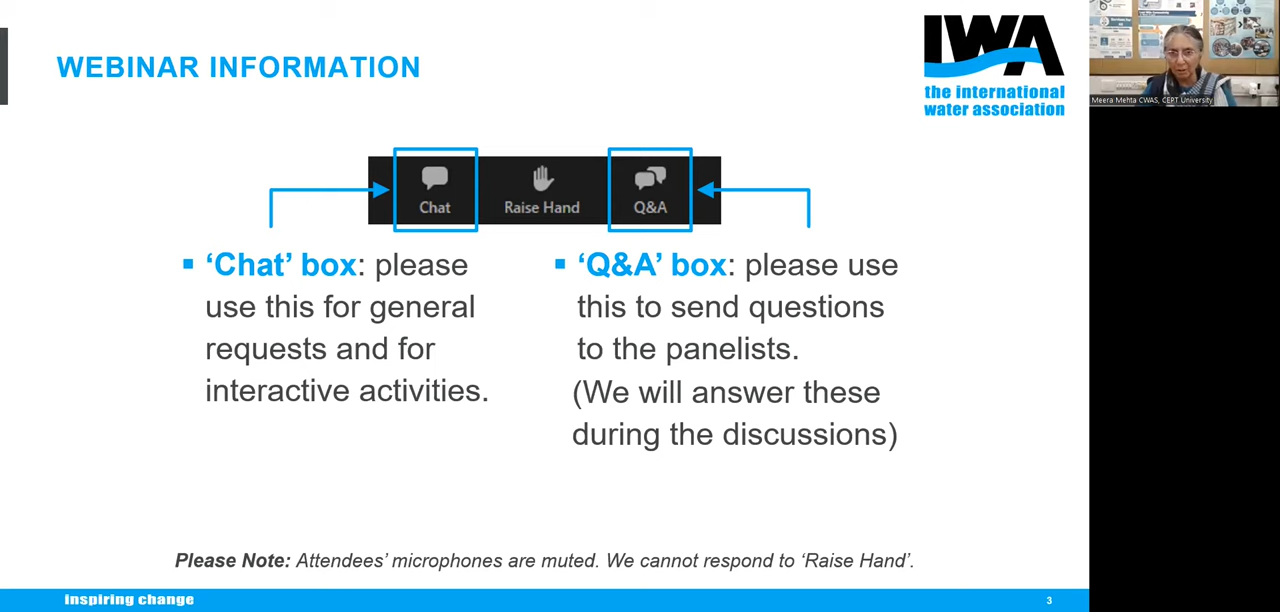 WEBINAR INFORMATION
IWA
the international
water association
Meera Mehta CWAS, CEPT University
Chat
Raise Hand
Q&A
▪ ‘Chat’ box: please
use this for general
requests and for
interactive activities.
▪ ‘Q&A’ box: please use
this to send questions
to the panelists.
(We will answer these
during the discussions)
Please Note: Attendees’ microphones are muted. We cannot respond to ‘Raise Hand’.
inspiring change
3